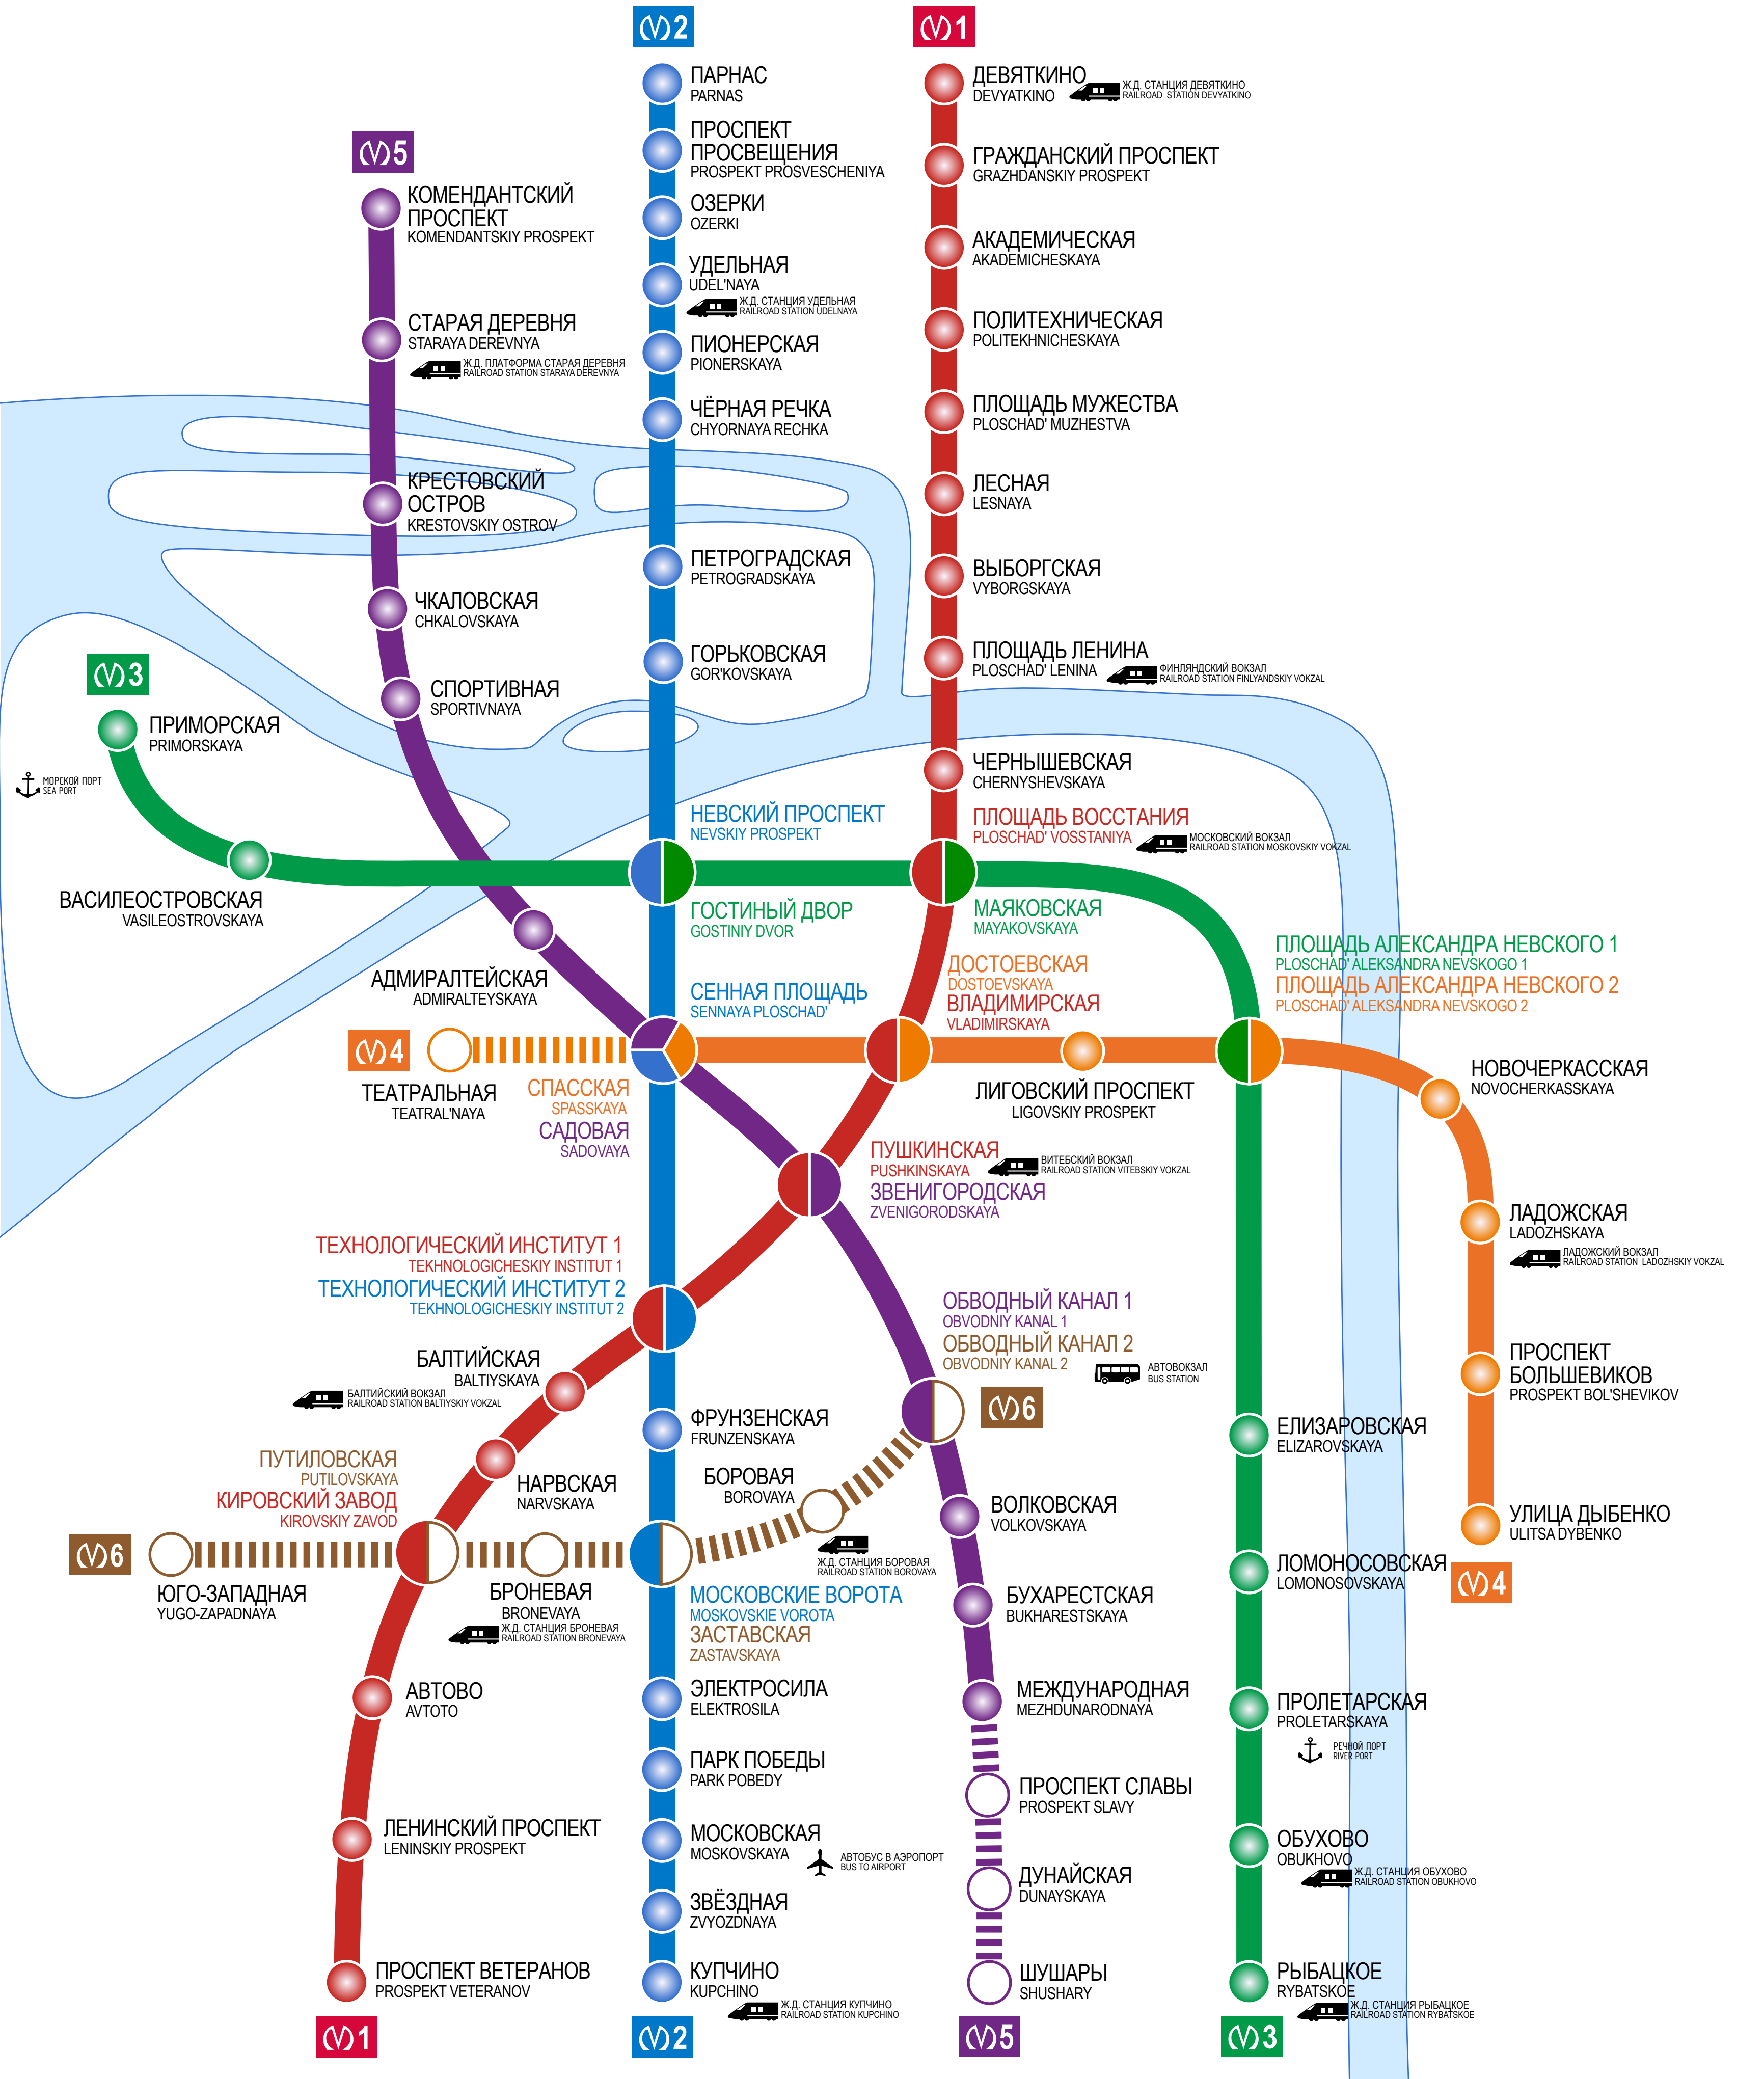 2
ПАРНАС
PARNAS
ПРОСПЕКТ
ПРОСВЕЩЕНИЯ
PROSPEKT PROSVESCHENIYA
ОЗЕРКИ
OZERKI
УДЕЛЬНАЯ
UDEL'NAYA
Ж.Д. СТАНЦИЯ УДЕЛЬНАЯ
RAILROAD STATION UDELNAYA
ПИОНЕРСКАЯ
PIONERSKAYA
ЧЁРНАЯ РЕЧКА
CHYORNAYA RECHKA
ПЕТРОГРАДСКАЯ
PETROGRADSKAYA
ГОРЬКОВСКАЯ
GOR'KOVSKAYA
НЕВСКИЙ ПРОСПЕКТ
NEVSKIY PROSPEKT
ГОСТИНЫЙ ДВОР
GOSTINIY DVOR
СЕННАЯ ПЛОЩАДЬ
SENNAYA PLOSCHAD'
1
ДЕВЯТКИНО
DEVYATKINO
Ж.Д. СТАНЦИЯ ДЕВЯТКИНО
RAILROAD STATION DEVYATKINO
ГРАЖДАНСКИЙ ПРОСПЕКТ
GRAZHDANSKIY PROSPEKT
АКАДЕМИЧЕСКАЯ
AKADEMICHESKAYA
ПОЛИТЕХНИЧЕСКАЯ
POLITEKHNICHESKAYA
ПЛОЩАДЬ МУЖЕСТВА
PLOSCHAD' MUZHESTVA
ЛЕСНАЯ
LESNAYA
ВЫБОРГСКАЯ
VYBORGSKAYA
ПЛОЩАДЬ ЛЕНИНА
PLOSCHAD' LENINA
ФИНЛЯНДСКИЙ ВОКЗАЛ
RAILROAD STATION FINLYANDSKIY VOKZAL
ЧЕРНЫШЕВСКАЯ
CHERNYSHEVSKAYA
ПЛОЩАДЬ ВОССТАНИЯ
PLOSCHAD' VOSSTANIYA
МОСКОВСКИЙ ВОКЗАЛ
RAILROAD STATION MOSKOVSKIY VOKZAL
МАЯКОВСКАЯ
MAYAKOVSKAYA
ДОСТОЕВСКАЯ
DOSTOEVSKAYA
ВЛАДИМИРСКАЯ
VLADIMIRSKAYA
5
КОМЕНДАНТСКИЙ
ПРОСПЕКТ
KOMENDANTSKIY PROSPEKT
СТАРАЯ ДЕРЕВНЯ
STARAYA DEREVNYA
Ж.Д. ПЛАТФОРМА СТАРАЯ ДЕРЕВНЯ
RAILROAD STATION STARAYA DEREVNYA
КРЕСТОВСКИЙ
ОСТРОВ
KRESTOVSKIY OSTROV
ЧКАЛОВСКАЯ
CHKALOVSKAYA
СПОРТИВНАЯ
SPORTIVNAYA
3
ПРИМОРСКАЯ
PRIMORSKAYA
МОРСКОЙ ПОРТ
SEA PORT
ВАСИЛЕОСТРОВСКАЯ
VASILEOSTROVSKAYA
АДМИРАЛТЕЙСКАЯ
ADMIRALTEYSKAYA
4
ТЕАТРАЛЬНАЯ
TEATRAL'NAYA
СПАССКАЯ
SPASSKAYA
САДОВАЯ
SADOVAYA
ЛИГОВСКИЙ ПРОСПЕКТ
LIGOVSKIY PROSPEKT
ПЛОЩАДЬ АЛЕКСАНДРА НЕВСКОГО 1
PLOSCHAD' ALEKSANDRA NEVSKOGO 1
ПЛОЩАДЬ АЛЕКСАНДРА НЕВСКОГО 2
PLOSCHAD' ALEKSANDRA NEVSKOGO 2
НОВОЧЕРКАССКАЯ
NOVOCHERKASSKAYA
ЛАДОЖСКАЯ
LADOZHSKAYA
ЛАДОЖСКИЙ ВОКЗАЛ
RAILROAD STATION LADOZHSKIY VOKZAL
ПРОСПЕКТ
БОЛЬШЕВИКОВ
PROSPEKT BOL'SHEVIKOV
УЛИЦА ДЫБЕНКО
ULITSA DYBENKO
4
ПУШКИНСКАЯ
PUSHKINSKAYA
ВИТЕБСКИЙ ВОКЗАЛ
RAILROAD STATION VITEBSKIY VOKZAL
ЗВЕНИГОРОДСКАЯ
ZVENIGORODSKAYA
ТЕХНОЛОГИЧЕСКИЙ ИНСТИТУТ 1
TEKHNOLOGICHESKIY INSTITUT 1
ТЕХНОЛОГИЧЕСКИЙ ИНСТИТУТ 2
TEKHNOLOGICHESKIY INSTITUT 2
БАЛТИЙСКАЯ
BALTIYSKAYA
БАЛТИЙСКИЙ ВОКЗАЛ
RAILROAD STATION BALTIYSKIY VOKZAL
НАРВСКАЯ
NARVSKAYA
ПУТИЛОВСКАЯ
PUTILOVSKAYA
КИРОВСКИЙ ЗАВОД
KIROVSKIY ZAVOD
6
ЮГО-ЗАПАДНАЯ
YUGO-ZAPADNAYA
БРОНЕВАЯ
BRONEVAYA
Ж.Д. СТАНЦИЯ БРОНЕВАЯ
RAILROAD STATION BRONEVAYA
АВТОВО
AVTOTO
ЛЕНИНСКИЙ ПРОСПЕКТ
LENINSKIY PROSPEKT
ПРОСПЕКТ ВЕТЕРАНОВ
PROSPEKT VETERANOV
1
ФРУНЗЕНСКАЯ
FRUNZENSKAYA
БОРОВАЯ
BOROVAYA
Ж.Д. СТАНЦИЯ БОРОВАЯ
RAILROAD STATION BOROVAYA
МОСКОВСКИЕ ВОРОТА
MOSKOVSKIE VOROTA
ЗАСТАВСКАЯ
ZASTAVSKAYA
ЭЛЕКТРОСИЛА
ELEKTROSILA
ПАРК ПОБЕДЫ
PARK POBEDY
МОСКОВСКАЯ
MOSKOVSKAYA
АВТОБУС В АЭРОПОРТ
BUS TO AIRPORT
ЗВЁЗДНАЯ
ZVYOZDNAYA
КУПЧИНО
KUPCHINO
Ж.Д. СТАНЦИЯ КУПЧИНО
RAILROAD STATION KUPCHINO
2
ОБВОДНЫЙ КАНАЛ 1
OBVODNIY KANAL 1
ОБВОДНЫЙ КАНАЛ 2
OBVODNIY KANAL 2
АВТОВОКЗАЛ
BUS STATION
6
ВОЛКОВСКАЯ
VOLKOVSKAYA
БУХАРЕСТСКАЯ
BUKHARESTSKAYA
МЕЖДУНАРОДНАЯ
MEZHDUNARODNAYA
ПРОСПЕКТ СЛАВЫ
PROSPEKT SLAVY
ДУНАЙСКАЯ
DUNAYSKAYA
ШУШАРЫ
SHUSHARY
5
ЕЛИЗАРОВСКАЯ
ELIZAROVSKAYA
ЛОМОНОСОВСКАЯ
LOMONOSOVSKAYA
ПРОЛЕТАРСКАЯ
PROLETARSKAYA
РЕЧНОЙ ПОРТ
RIVER PORT
ОБУХОВО
OBUKHOVO
Ж.Д. СТАНЦИЯ ОБУХОВО
RAILROAD STATION OBUKHOVO
РЫБАЦКОЕ
RYBATSKOE
Ж.Д. СТАНЦИЯ РЫБАЦКОЕ
RAILROAD STATION RYBATSKOE
3